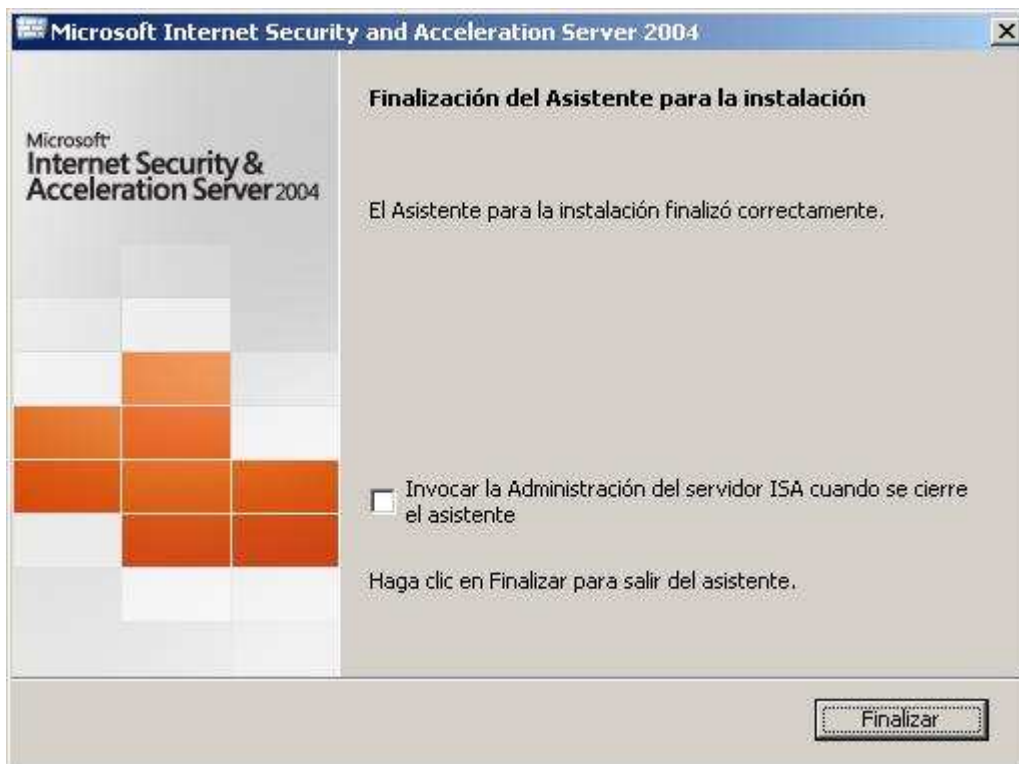 Microsoft Internet Security and Acceleration Server 2004
Microsoft
Internet Security &
Acceleration Server 2004
Finalización del Asistente para la instalación
El Asistente para la instalación finalizó correctamente.
Invocar la Administración del servidor ISA cuando se cierre
el asistente
Haga clic en Finalizar para salir del asistente.
Finalizar